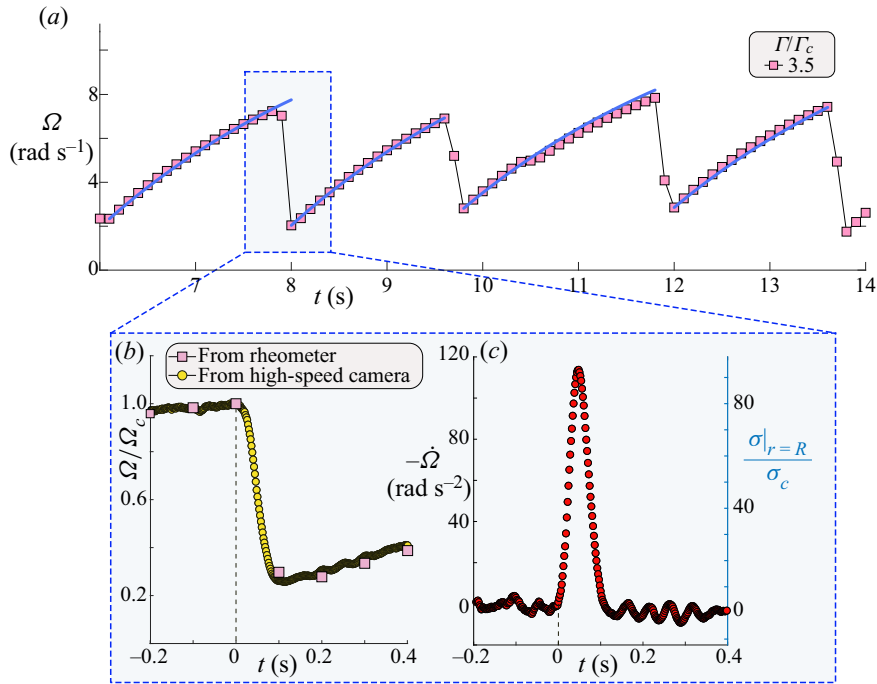 (a)
Γ/Γc
3.5
8
Ω
(rad s−1)
4
0
7
8
9
10
11
12
13
14
t (s)
(b)
From rheometer
From high-speed camera
1.0
Ω/Ωc
0.6
0.2
−0.2
0
0.2
0.4
t (s)
(c)
120
80
−Ω̇
(rad s−2)
40
0
80
σ|r = R
σc
40
0
−0.2
0
0.2
0.4
t (s)